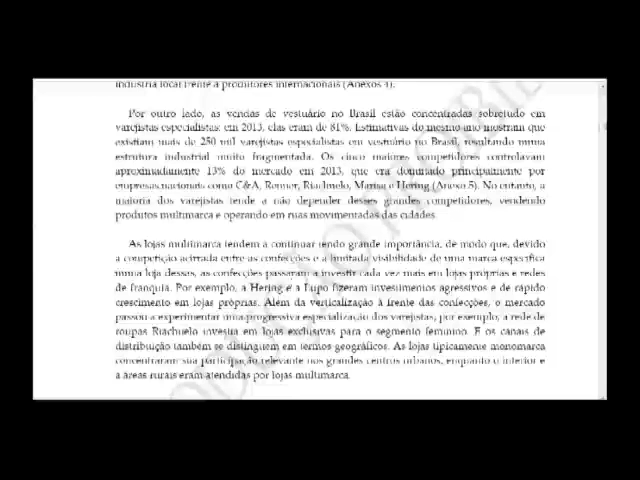 indústria local frente a produtores internacionais (Anexos 4).
Por outro lado, as vendas de vestuário no Brasil estão concentradas sobretudo em
varejistas especialistas: em 2013, elas eram de 81%. Estimativas do mesmo ano mostram que
existiam mais de 250 mil varejistas especialistas em vestuário no Brasil, resultando numa
estrutura industrial muito fragmentada. Os cinco maiores competidores controlavam
aproximadamente 13% do mercado em 2013, que era dominado principalmente por
empresas nacionais como C&A, Renner, Riachuelo, Marisa e Hering (Anexo 5). No entanto, a
maioria dos varejistas tende a não depender desses grandes competidores, vendendo
produtos multimarca e operando em ruas movimentadas das cidades.
As lojas multimarca tendem a continuar tendo grande importância, de modo que, devido
a competição acirrada entre as confecções e a limitada visibilidade de uma marca específica
numa loja dessas, as confecções passaram a investir cada vez mais em lojas próprias e redes
de franquia. Por exemplo, a Hering e a Lupo fizeram investimentos agressivos e de rápido
crescimento em lojas próprias. Além da verticalização à frente das confecções, o mercado
passou a experimentar uma progressiva especialização dos varejistas, por exemplo, a rede de
roupas Riachuelo investiu em lojas exclusivas para o segmento feminino. E os canais de
distribuição também se distinguem em termos geográficos. As lojas tipicamente monomarca
concentraram sua participação relevante nos grandes centros urbanos, enquanto o interior e
a áreas rurais eram atendidas por lojas multimarca.